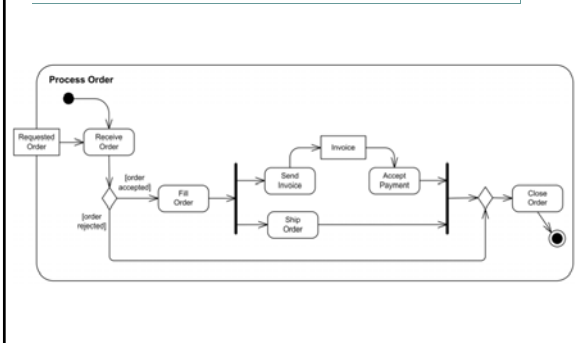 Process Order
Requested
Order
Receive
Order
[order
accepted]
[order
rejected]
Fill
Order
Send
Invoice
Invoice
Accept
Payment
Ship
Order
Close
Order